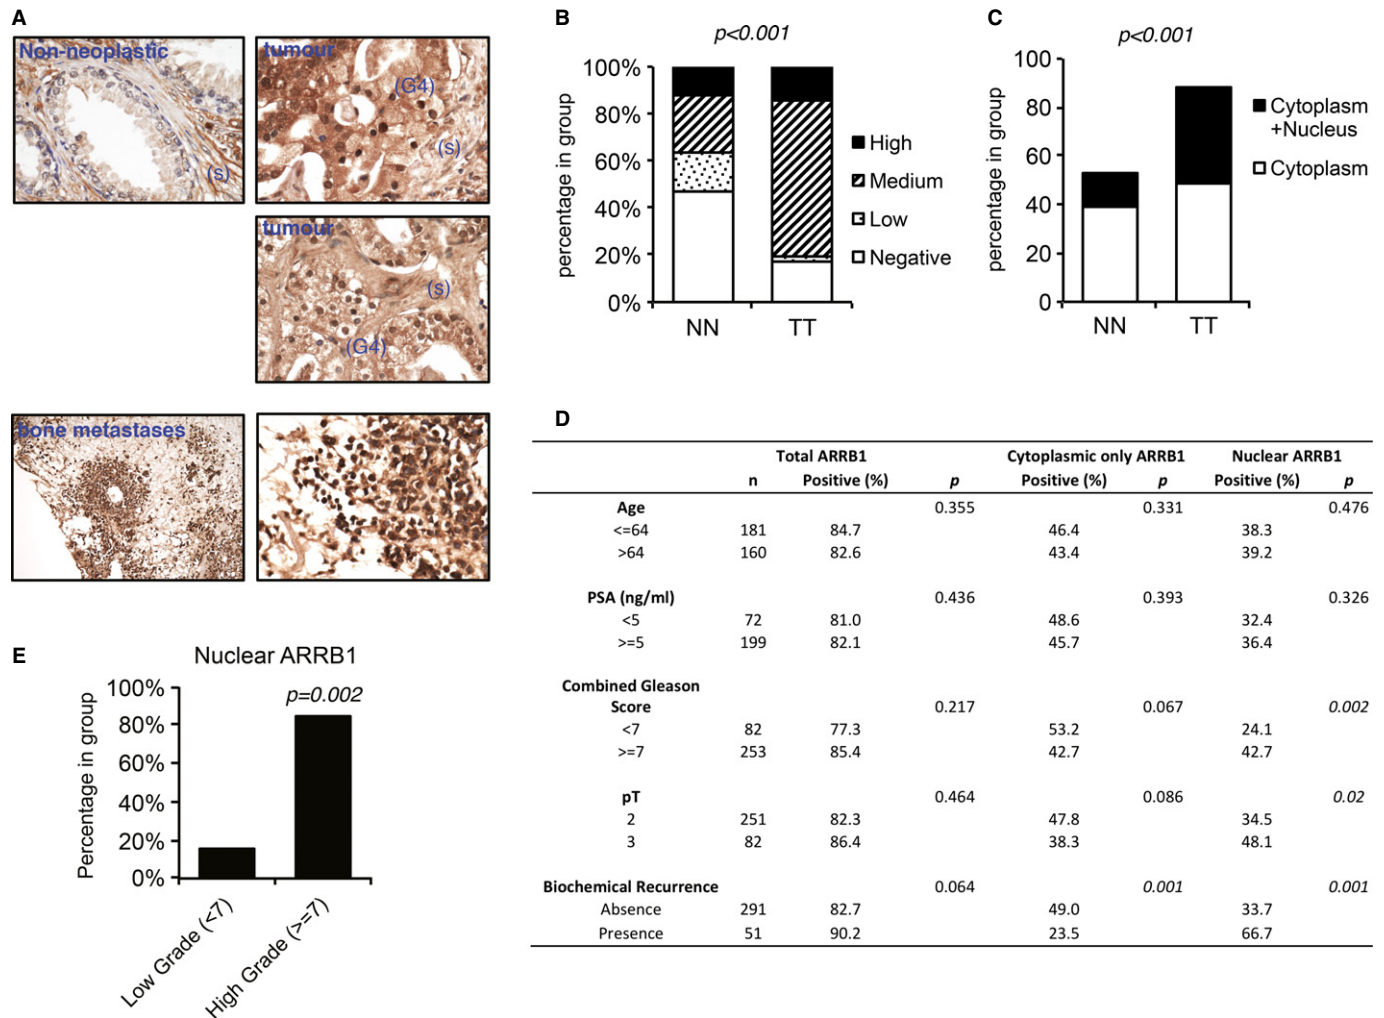 A
Non-neoplastic
(s)
tumour
(G4)
(s)
tumour
(s)
(G4)
bone metastases
B
p<0.001
percentage in group
100%
80%
60%
40%
20%
0%
NN TT
High
Medium
Low
Negative
C
p<0.001
percentage in group
100
80
60
40
20
0
NN TT
Cytoplasm
+Nucleus
Cytoplasm
D
Total ARRB1 Cytoplasmic only ARRB1 Nuclear ARRB1
n Positive (%) p Positive (%) p Positive (%) p
Age 0.355 0.331 0.476
<=64 181 84.7 46.4 38.3
>64 160 82.6 43.4 39.2
PSA (ng/ml) 0.436 0.393 0.326
<5 72 81.0 48.6 32.4
>=5 199 82.1 45.7 36.4
Combined Gleason
Score 0.217 0.067 0.002
<7 82 77.3 53.2 24.1
>=7 253 85.4 42.7 42.7
pT 0.464 0.086 0.02
2 251 82.3 47.8 34.5
3 82 86.4 38.3 48.1
Biochemical Recurrence 0.064 0.001 0.001
Absence 291 82.7 49.0 33.7
Presence 51 90.2 23.5 66.7
E
Nuclear ARRB1
p=0.002
Percentage in group
100%
80%
60%
40%
20%
0%
Low Grade (<7)
High Grade (>=7)